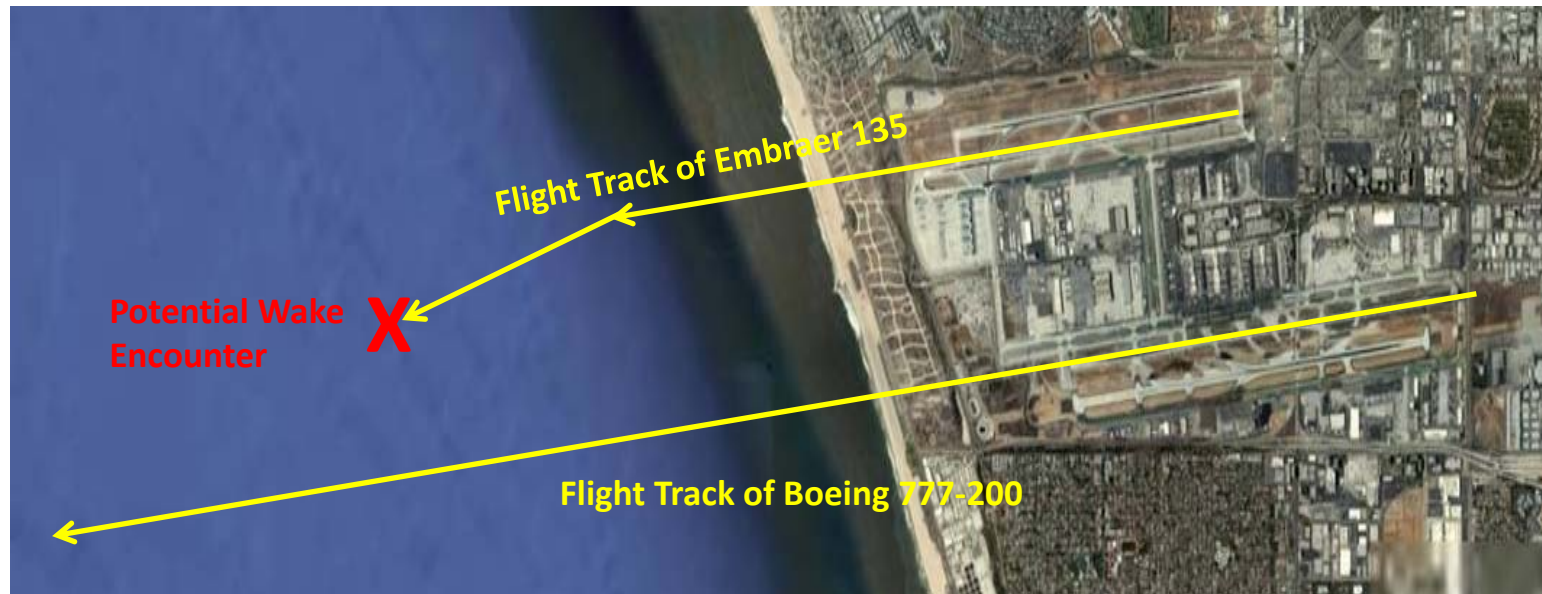 Flight Track of Embraer 135
Potential Wake
Encounter
X
Flight Track of Boeing 777-200